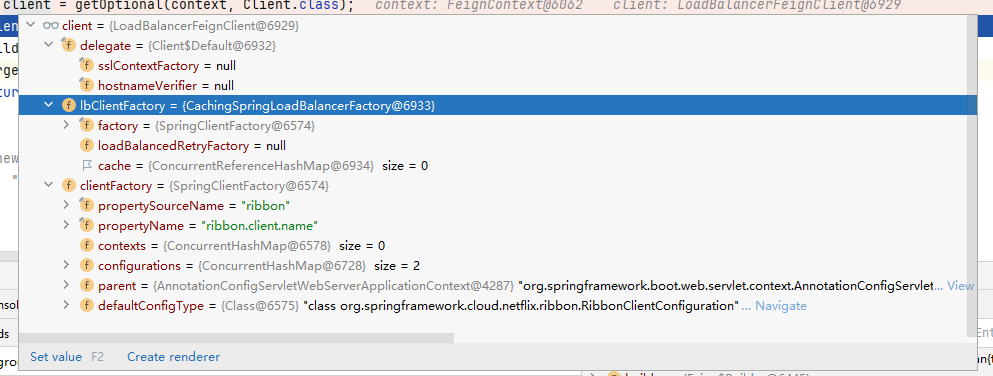 client = getOptional(context, Client.class); context: FeignContext@6062 client: LoadBalancerFeignClient@6929
client = {LoadBalancerFeignClient@6929}
delegate = {Client$Default@6932}
sslContextFactory = null
hostnameVerifier = null
lbClientFactory = {CachingSpringLoadBalancerFactory@6933}
factory = {SpringClientFactory@6574}
loadBalancedRetryFactory = null
cache = {ConcurrentReferenceHashMap@6934} size = 0
clientFactory = {SpringClientFactory@6574}
propertySourceName = "ribbon"
propertyName = "ribbon.client.name"
contexts = {ConcurrentHashMap@6578} size = 0
configurations = {ConcurrentHashMap@6728} size = 2
parent = {AnnotationConfigServletWebServerApplicationContext@4287} "org.springframework.boot.web.servlet.context.AnnotationConfigServlet... View
defaultConfigType = {Class@6575} "class org.springframework.cloud.netflix.ribbon.RibbonClientConfiguration"... Navigate
Set value F2 Create renderer